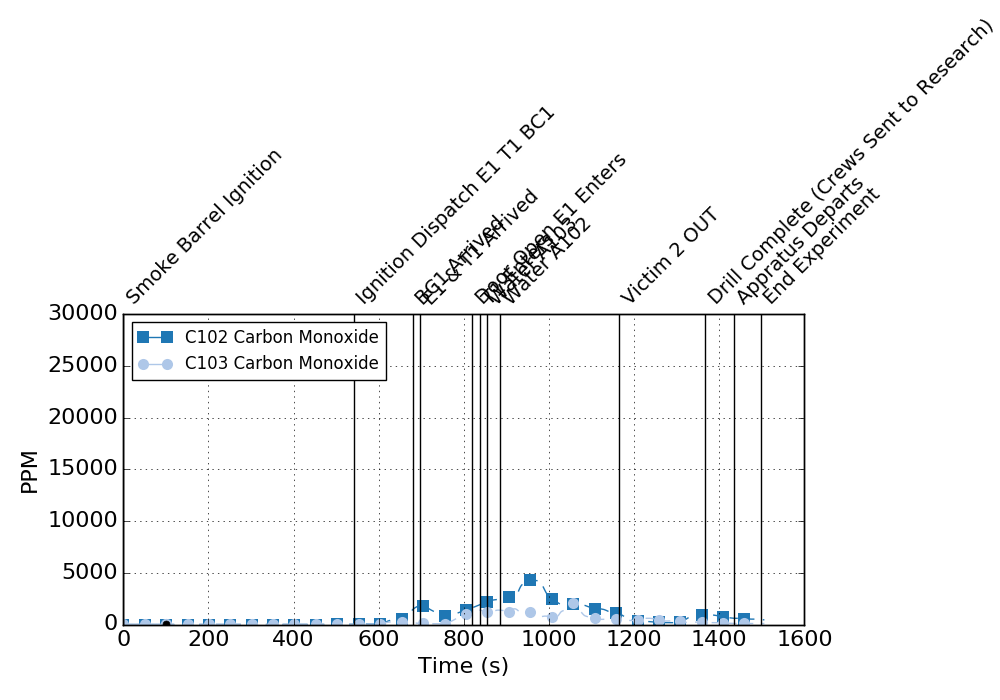 Smoke Barrel Ignition
Ignition Dispatch E1 T1 BC1
BC1 Arrived
E1 & T1 Arrived
Door Open
E1 Enters
Water A102
Victim 2 OUT
Drill Complete (Crews Sent to Research)
Appratus Departs
End Experiment
30000
25000
20000
15000
10000
5000
0
PPM
C102 Carbon Monoxide
C103 Carbon Monoxide
0 200 400 600 800 1000 1200 1400 1600
Time (s)